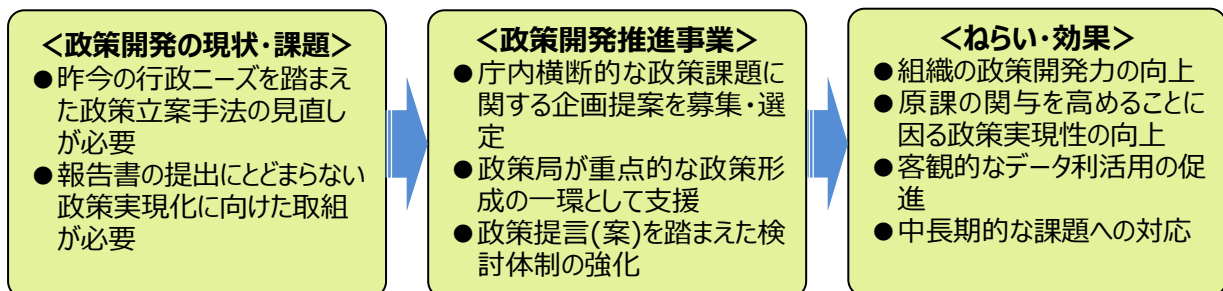 ＜政策開発の現状・課題＞
●昨今の行政ニーズを踏まえ
た政策立案手法の見直し
が必要
●報告書の提出にとどまらない
政策実現化に向けた取組
が必要
＜政策開発推進事業＞
●庁内横断的な政策課題に
関する企画提案を募集・選
定
●政策局が重点的な政策形
成の一環として支援
●政策提言(案)を踏まえた検
討体制の強化
＜ねらい・効果＞
●組織の政策開発力の向上
●原課の関与を高めることに
因る政策実現性の向上
●客観的なデータ利活用の促
進
●中長期的な課題への対応